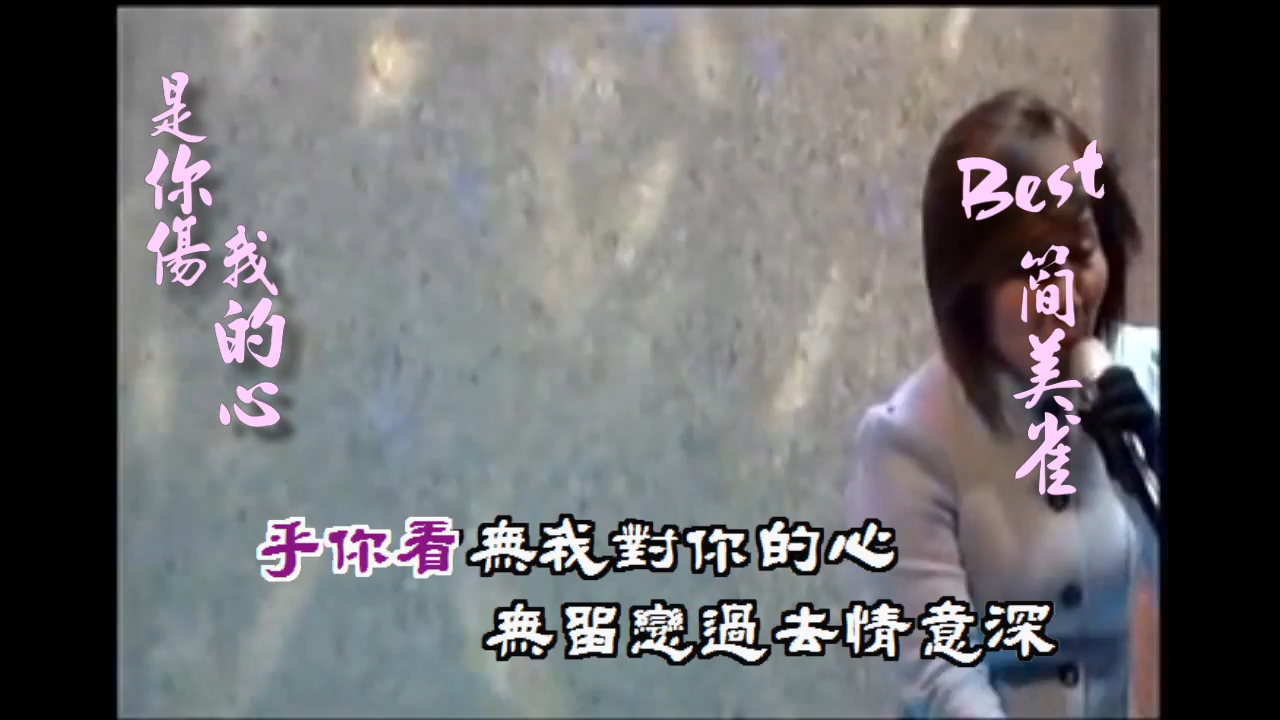 是你傷
我的心
Best
簡美雀
乎你看無我對你的心
無留戀過去情意深